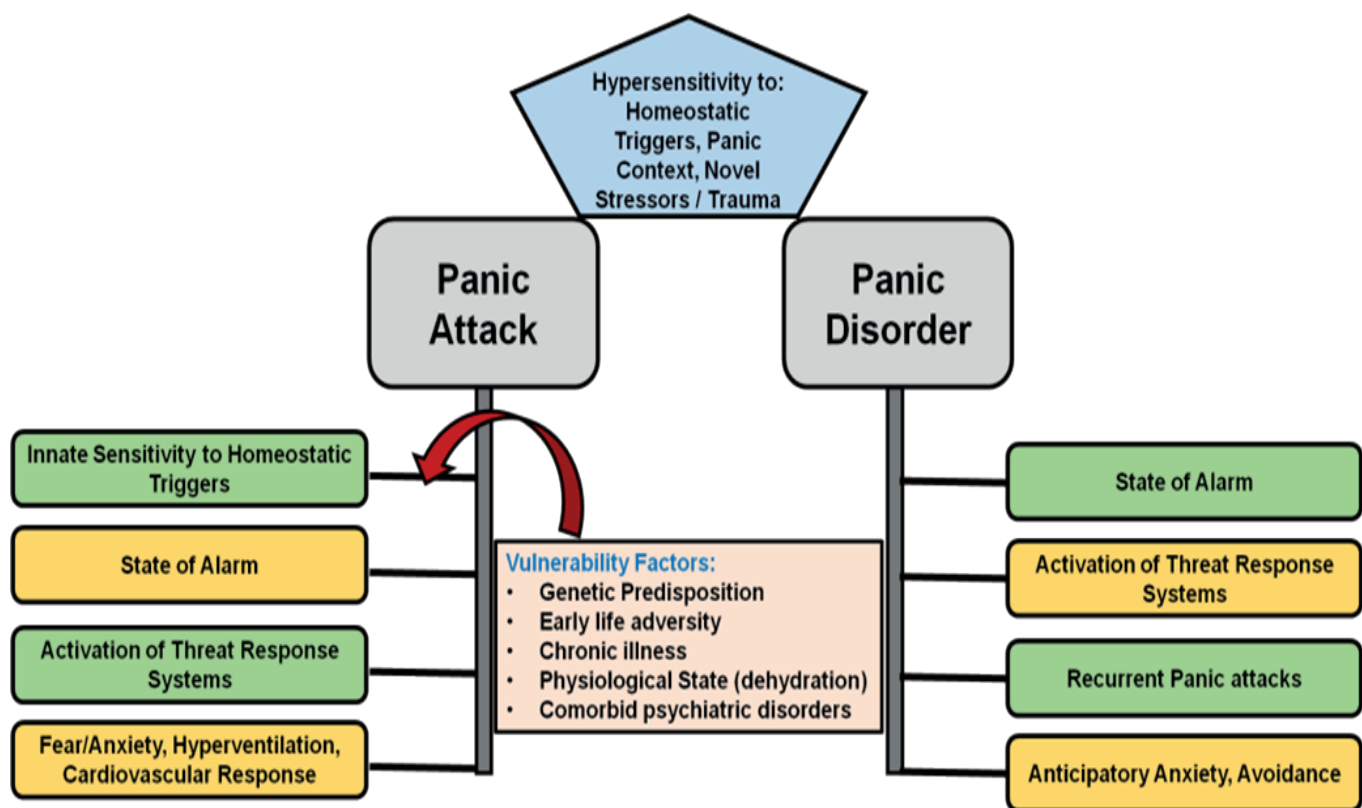 Hypersensitivity to:
Homeostatic
Triggers, Panic
Context, Novel
Stressors / Trauma
Panic
Attack
Panic
Disorder
Innate Sensitivity to Homeostatic
Triggers
State of Alarm
Activation of Threat Response
Systems
Fear/Anxiety, Hyperventilation,
Cardiovascular Response
Vulnerability Factors:
• Genetic Predisposition
• Early life adversity
• Chronic illness
• Physiological State (dehydration)
• Comorbid psychiatric disorders
State of Alarm
Activation of Threat Response
Systems
Recurrent Panic attacks
Anticipatory Anxiety, Avoidance